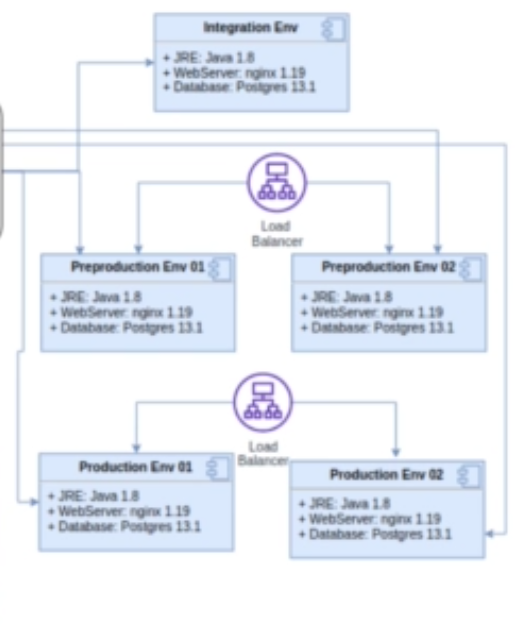 Integration Env
+ JRE: Java 1.8
+ WebServer: nginx 1.19
+ Database: Postgres 13.1
Load
Balancer
Preproduction Env 01
+ JRE: Java 1.8
+ WebServer: nginx 1.19
+ Database: Postgres 13.1
Preproduction Env 02
+ JRE: Java 1.8
+ WebServer: nginx 1.19
+ Database: Postgres 13.1
Load
Balancer
Production Env 01
+ JRE: Java 1.8
+ WebServer: nginx 1.19
+ Database: Postgres 13.1
Production Env 02
+ JRE: Java 1.8
+ WebServer: nginx 1.19
+ Database: Postgres 13.1